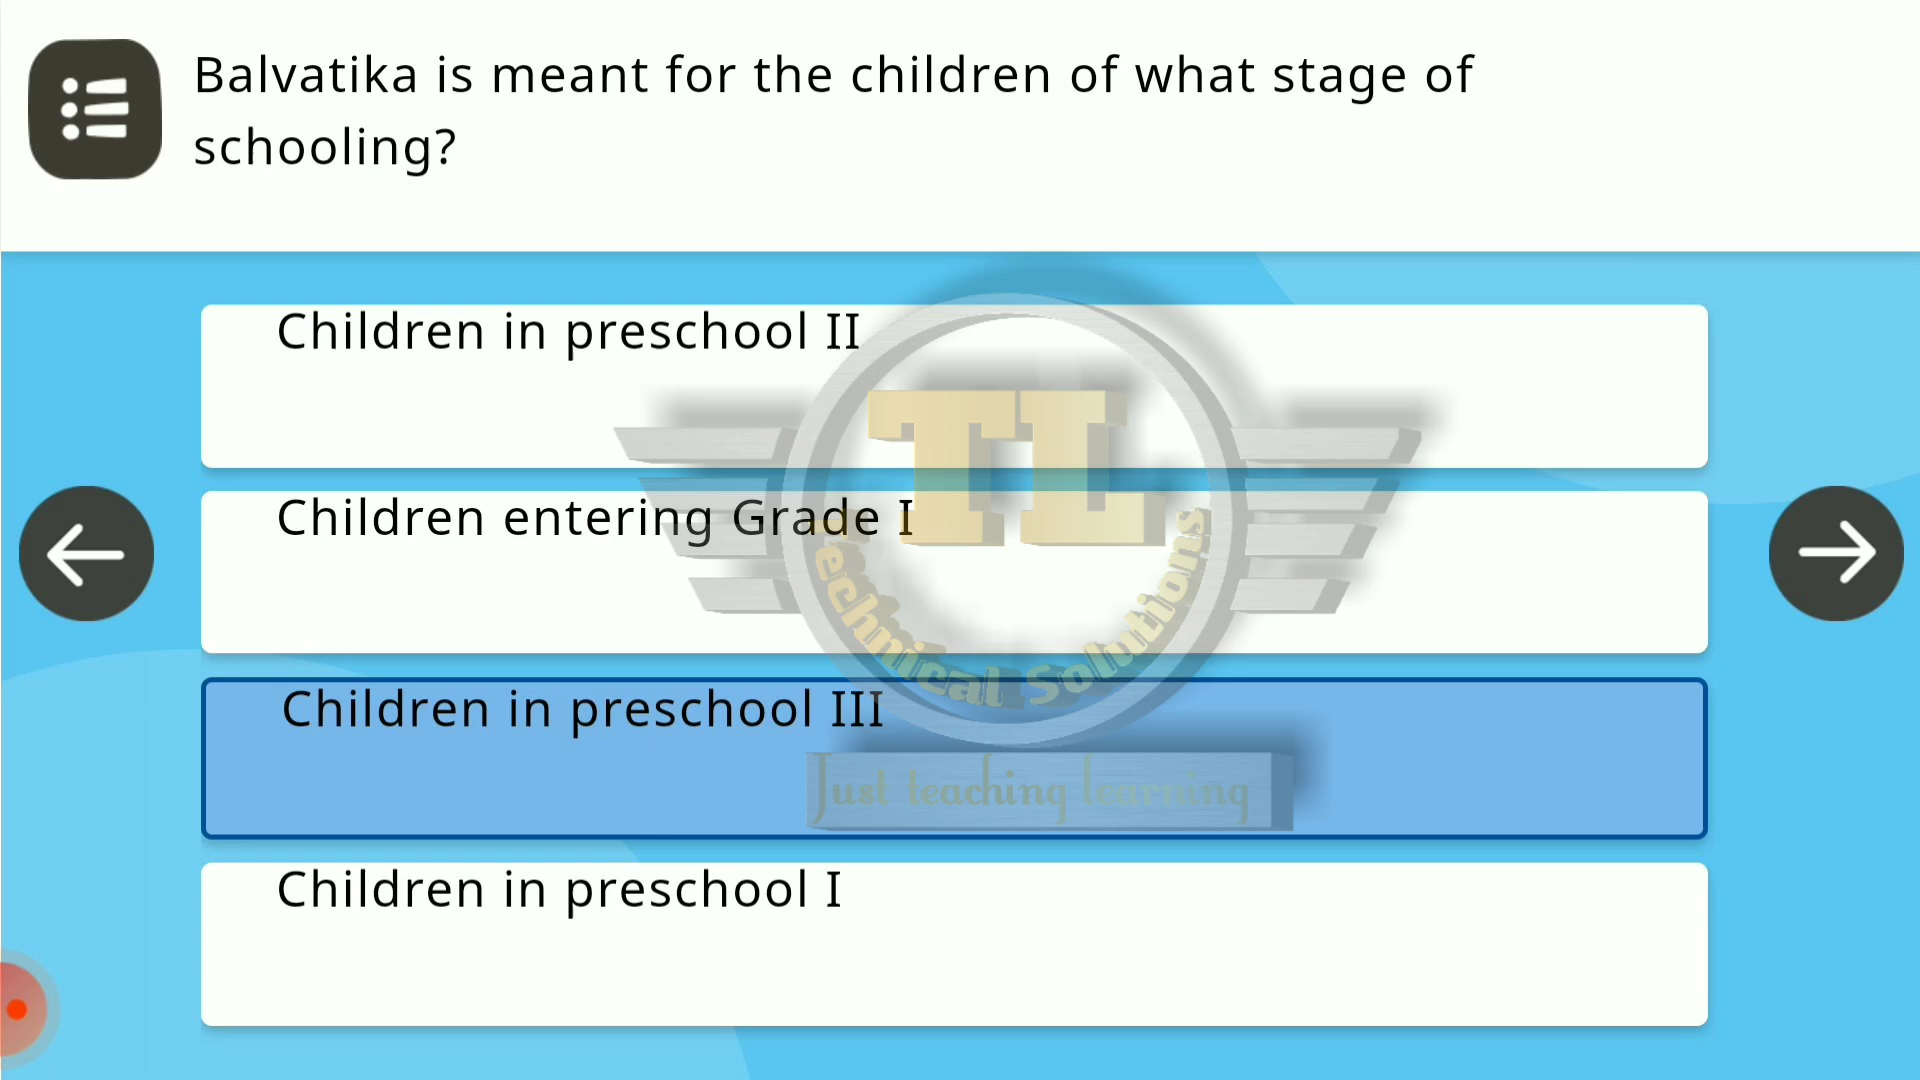 Balvatika is meant for the children of what stage of
schooling?
Children in preschool II
TL
Children entering Grade I
Technical Solutions
Children in preschool III
Just teaching learning
Children in preschool I